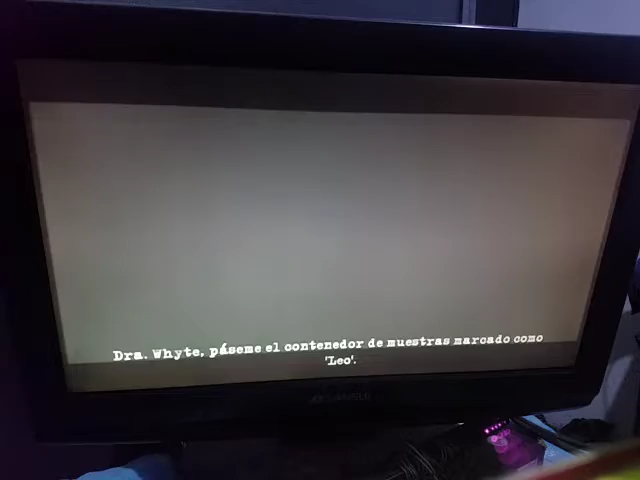 Dra. Whyte, páseme el contenedor de muestras marcado como
'Leo'.